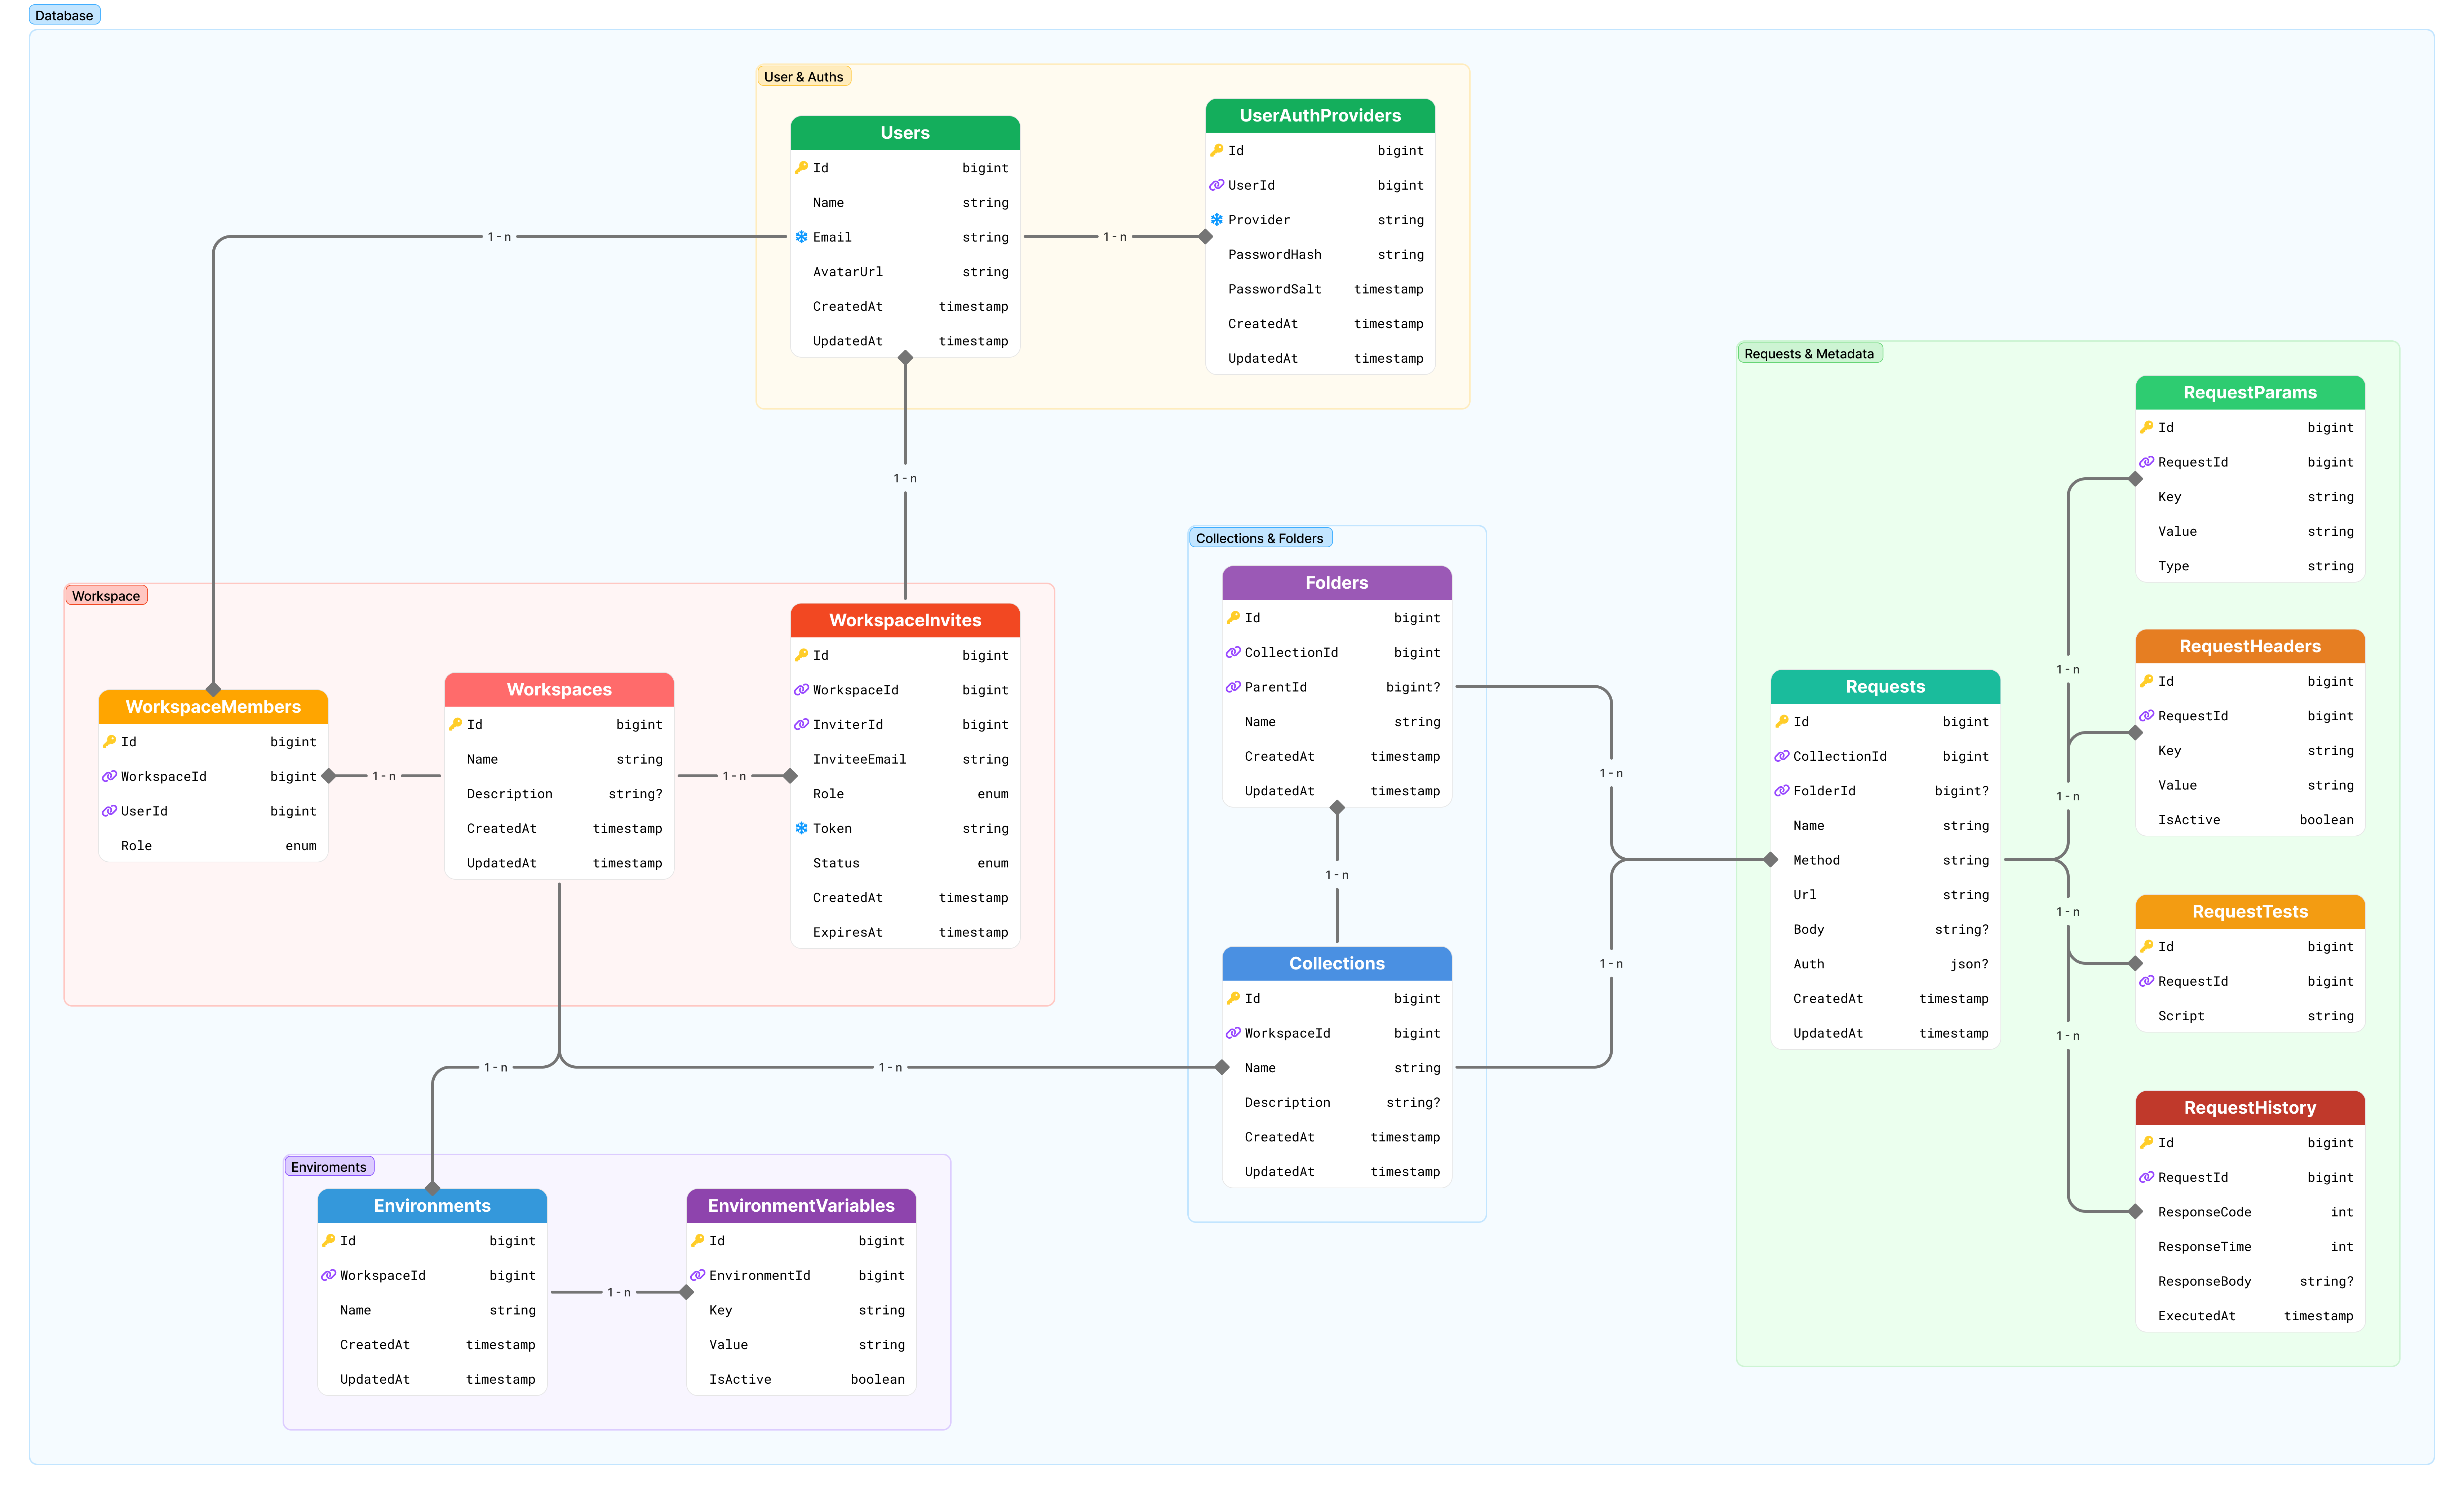 Database
User & Auths
Users
Id bigint
Name string
Email string
AvatarUrl string
CreatedAt timestamp
UpdatedAt timestamp
1 - n
UserAuthProviders
Id bigint
UserId bigint
Provider string
PasswordHash string
PasswordSalt timestamp
CreatedAt timestamp
UpdatedAt timestamp
1 - n
1 - n
Workspace
WorkspaceMembers
Id bigint
WorkspaceId bigint
UserId bigint
Role enum
1 - n
Workspaces
Id bigint
Name string
Description string?
CreatedAt timestamp
UpdatedAt timestamp
1 - n
WorkspaceInvites
Id bigint
WorkspaceId bigint
InviterId bigint
InviteeEmail string
Role enum
Token string
Status enum
CreatedAt timestamp
ExpiresAt timestamp
1 - n
1 - n
Enviroments
Environments
Id bigint
WorkspaceId bigint
Name string
CreatedAt timestamp
UpdatedAt timestamp
1 - n
EnvironmentVariables
Id bigint
EnvironmentId bigint
Key string
Value string
IsActive boolean
Collections & Folders
Folders
Id bigint
CollectionId bigint
ParentId bigint?
Name string
CreatedAt timestamp
UpdatedAt timestamp
1 - n
Collections
Id bigint
WorkspaceId bigint
Name string
Description string?
CreatedAt timestamp
UpdatedAt timestamp
1 - n
1 - n
Requests & Metadata
Requests
Id bigint
CollectionId bigint
FolderId bigint?
Name string
Method string
Url string
Body string?
Auth json?
CreatedAt timestamp
UpdatedAt timestamp
1 - n
1 - n
1 - n
1 - n
RequestParams
Id bigint
RequestId bigint
Key string
Value string
Type string
RequestHeaders
Id bigint
RequestId bigint
Key string
Value string
IsActive boolean
RequestTests
Id bigint
RequestId bigint
Script string
RequestHistory
Id bigint
RequestId bigint
ResponseCode int
ResponseTime int
ResponseBody string?
ExecutedAt timestamp